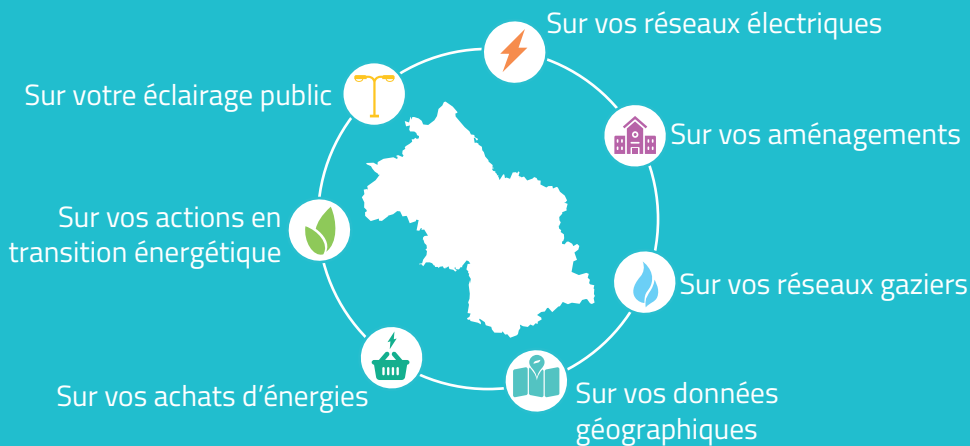 Sur vos réseaux électriques
Sur votre éclairage public
Sur vos aménagements
Sur vos actions en
transition énergétique
Sur vos réseaux gaziers
Sur vos achats d’énergies
Sur vos données
géographiques